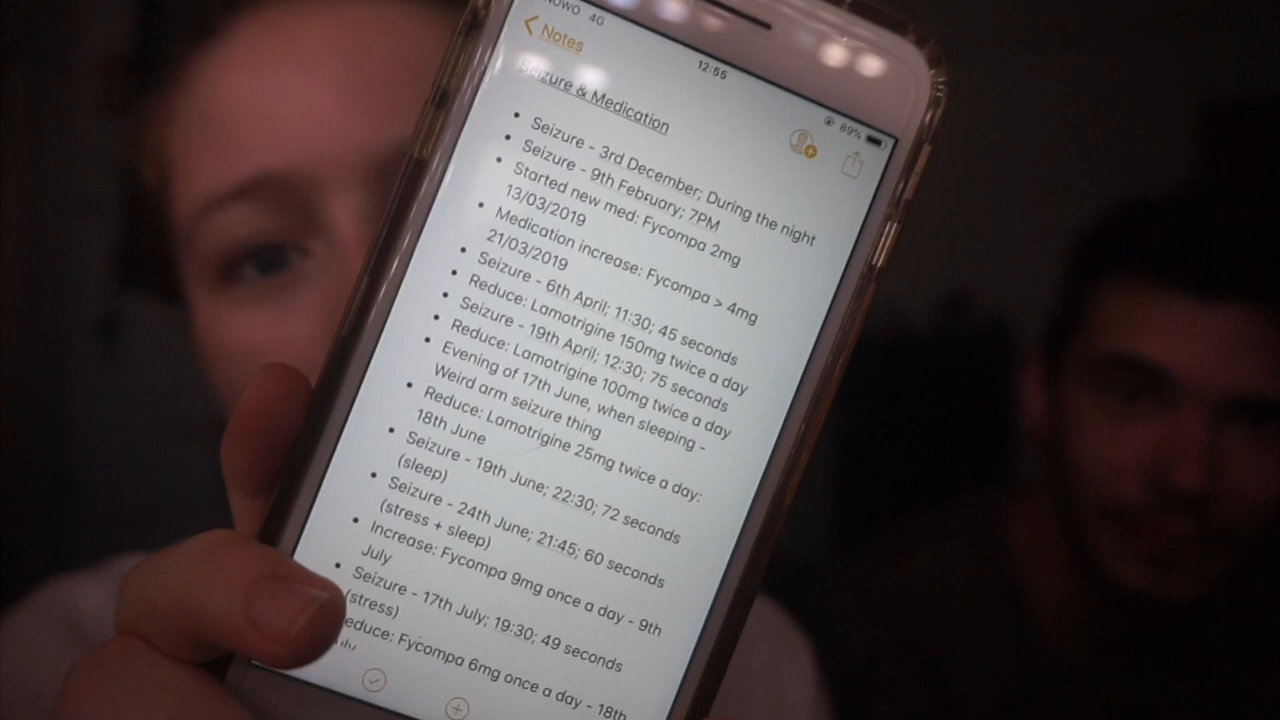 NOWO 4G
12:55
89%
Notes
Seizure & Medication
• Seizure - 3rd December; During the night
• Seizure - 9th February; 7PM
• Started new med: Fycompa 2mg
13/03/2019
• Medication increase: Fycompa > 4mg
21/03/2019
• Seizure - 6th April; 11:30; 45 seconds
• Reduce: Lamotrigine 150mg twice a day
• Seizure - 19th April; 12:30; 75 seconds
• Reduce: Lamotrigine 100mg twice a day
• Evening of 17th June, when sleeping -
Weird arm seizure thing
• Reduce: Lamotrigine 25mg twice a day:
18th June
• Seizure - 19th June; 22:30; 72 seconds
(sleep)
• Seizure - 24th June; 21:45; 60 seconds
(stress + sleep)
• Increase: Fycompa 9mg once a day - 9th
July
• Seizure - 17th July; 19:30; 49 seconds
(stress)
educe: Fycompa 6mg once a day - 18th